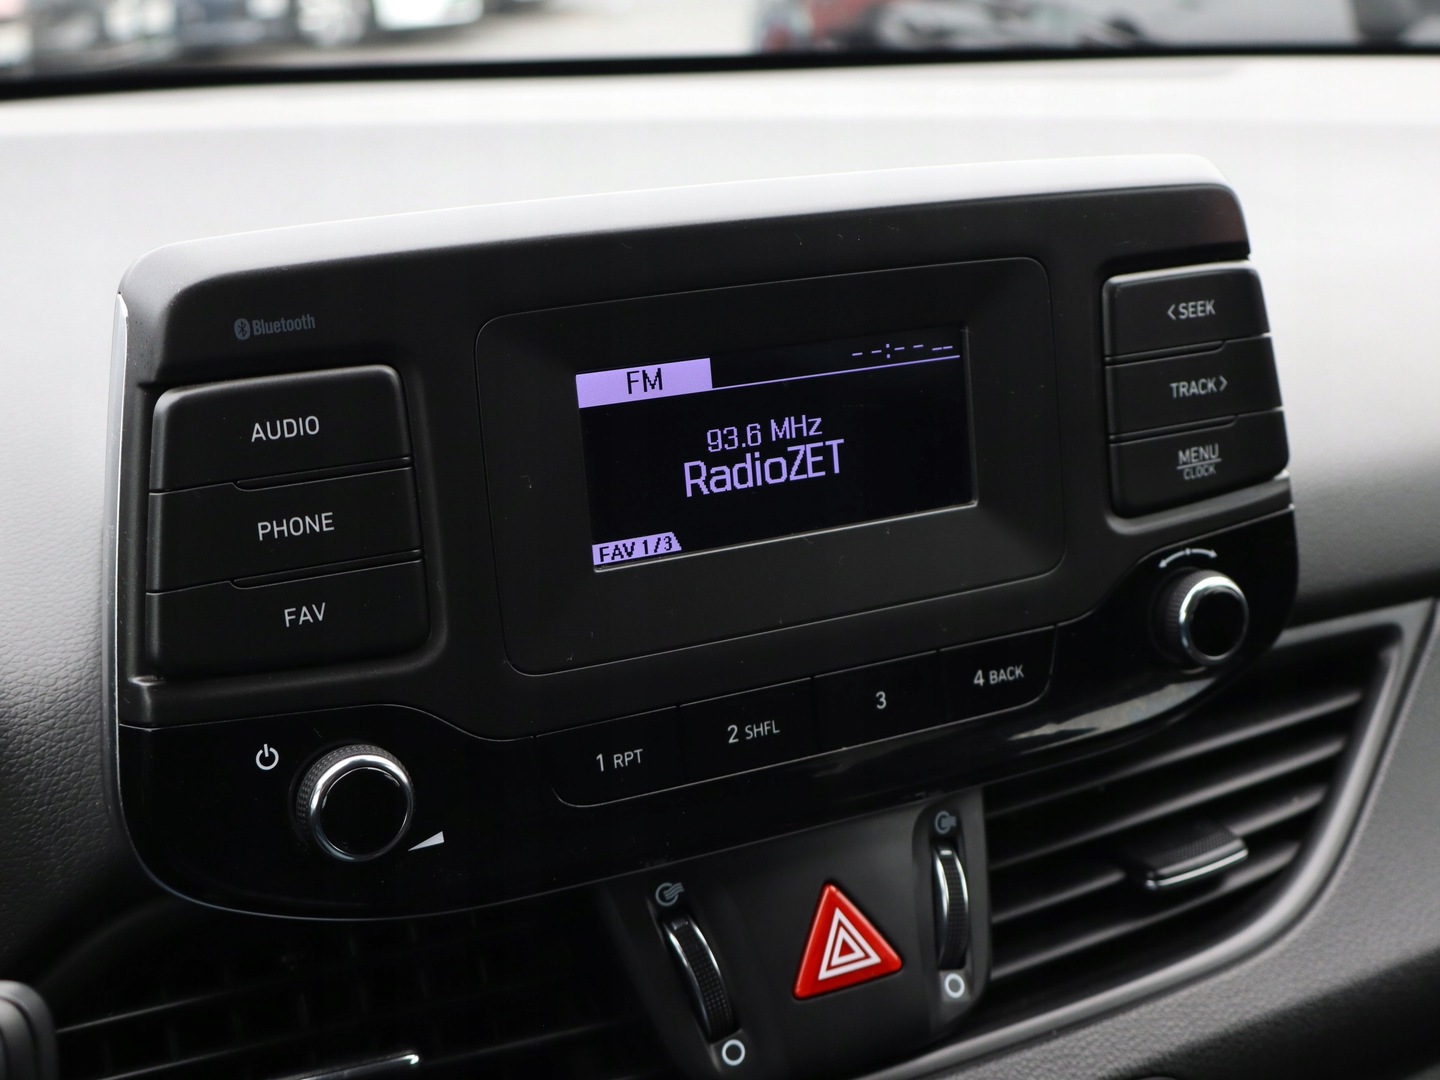 Bluetooth
AUDIO
PHONE
FAV
FM
--:-- --
93.6 MHz
RadioZET
FAV 1/3
<SEEK
TRACK>
MENU
CLOCK
1 RPT
2 SHFL
3
4 BACK